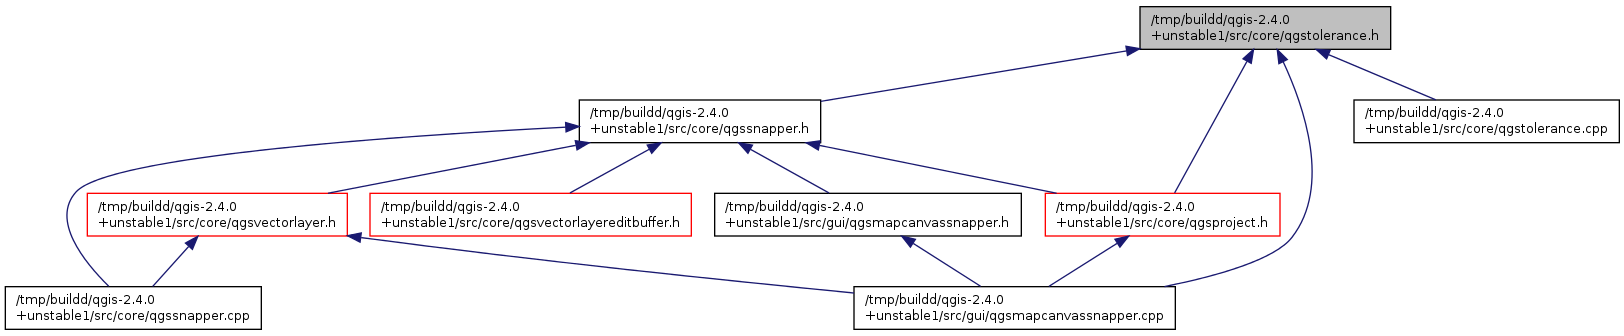 /tmp/buildd/qgis-2.4.0
+unstable1/src/core/qgstolerance.h
/tmp/buildd/qgis-2.4.0
+unstable1/src/core/qgssnapper.h
/tmp/buildd/qgis-2.4.0
+unstable1/src/core/qgstolerance.cpp
/tmp/buildd/qgis-2.4.0
+unstable1/src/core/qgsvectorlayer.h
/tmp/buildd/qgis-2.4.0
+unstable1/src/core/qgsvectorlayereditbuffer.h
/tmp/buildd/qgis-2.4.0
+unstable1/src/gui/qgsmapcanvassnapper.h
/tmp/buildd/qgis-2.4.0
+unstable1/src/core/qgsproject.h
/tmp/buildd/qgis-2.4.0
+unstable1/src/core/qgssnapper.cpp
/tmp/buildd/qgis-2.4.0
+unstable1/src/gui/qgsmapcanvassnapper.cpp